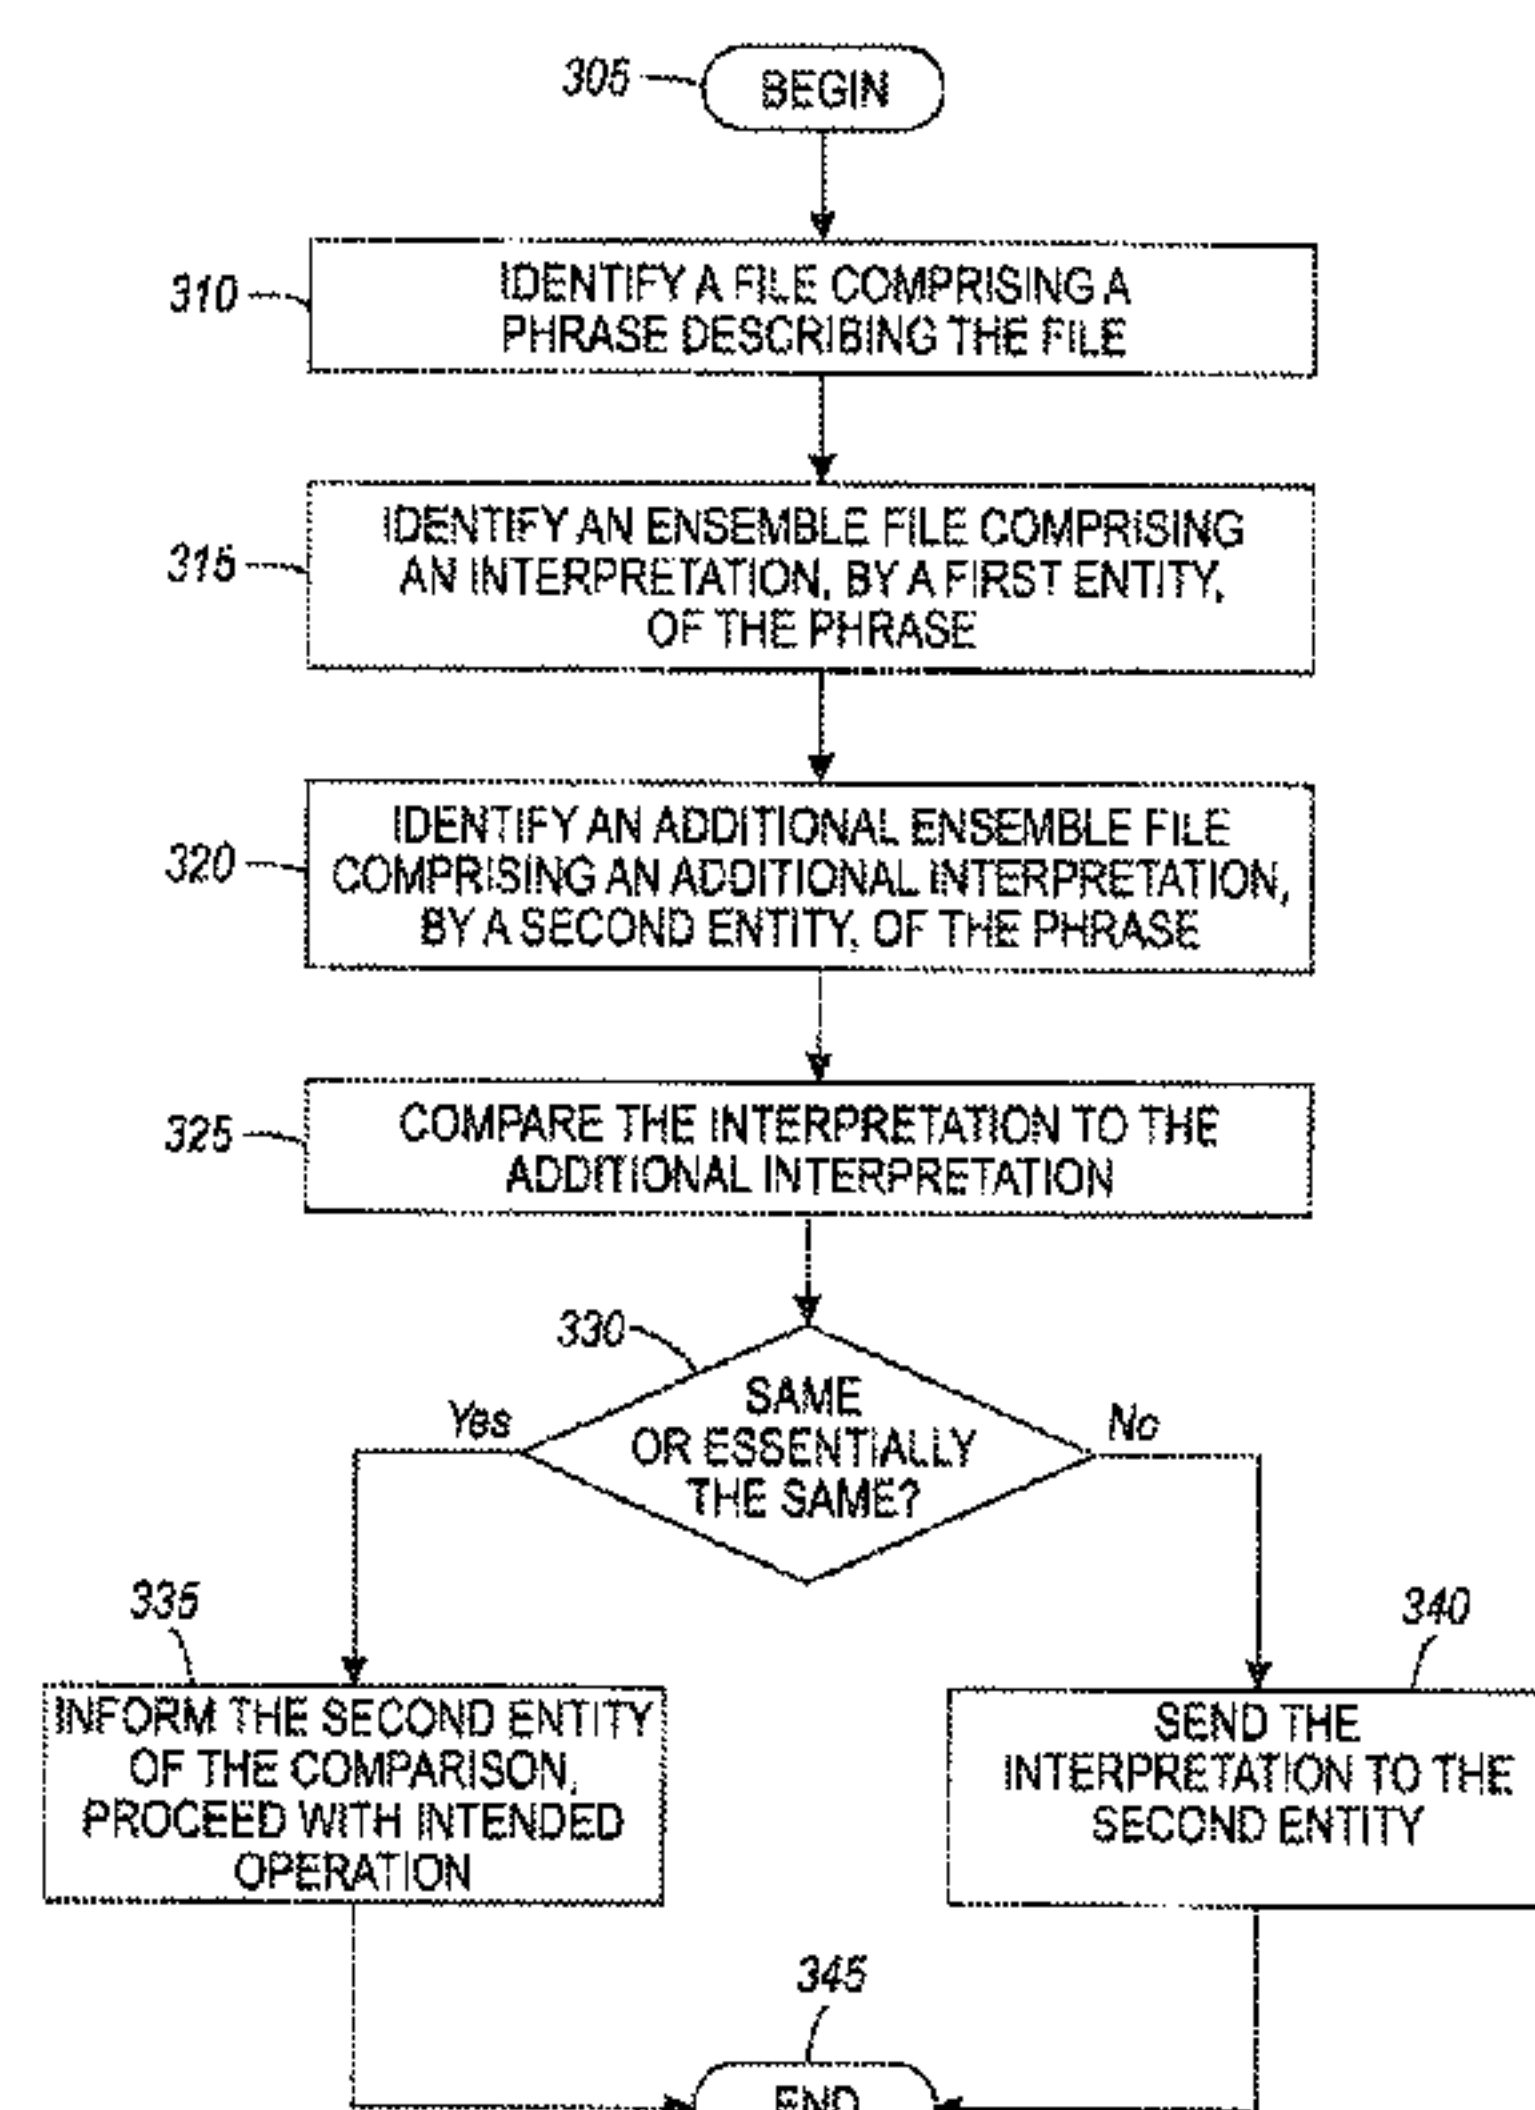 305
BEGIN
310
IDENTIFY A FILE COMPRISING A
PHRASE DESCRIBING THE FILE
315
IDENTIFY AN ENSEMBLE FILE COMPRISING
AN INTERPRETATION, BY A FIRST ENTITY,
OF THE PHRASE
320
IDENTIFY AN ADDITIONAL ENSEMBLE FILE
COMPRISING AN ADDITIONAL INTERPRETATION,
BY A SECOND ENTITY, OF THE PHRASE
325
COMPARE THE INTERPRETATION TO THE
ADDITIONAL INTERPRETATION
330
SAME
OR ESSENTIALLY
THE SAME?
Yes
No
335
INFORM THE SECOND ENTITY
OF THE COMPARISON,
PROCEED WITH INTENDED
OPERATION
340
SEND THE
INTERPRETATION TO THE
SECOND ENTITY
345
END